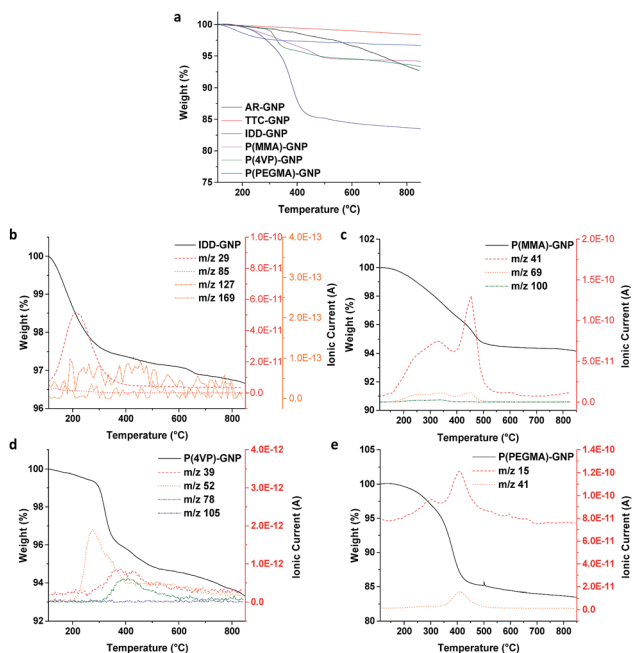 a
100
95
90
85
80
75
Weight (%)
AR-GNP
TTC-GNP
IDD-GNP
P(MMA)-GNP
P(4VP)-GNP
P(PEGMA)-GNP
200 400 600 800
Temperature (°C)
b
100
99
98
97
96
Weight (%)
IDD-GNP
m/z 29
m/z 85
m/z 127
m/z 169
1.0E-10
8.0E-11
6.0E-11
4.0E-11
2.0E-11
0.0
4.0E-13
3.0E-13
2.0E-13
1.0E-13
0.0
Ionic Current (A)
200 300 400 500 600 700 800
Temperature (°C)
c
102
100
98
96
94
92
90
Weight (%)
P(MMA)-GNP
m/z 41
m/z 69
m/z 100
2.0E-10
1.5E-10
1.0E-10
5.0E-11
0.0
Ionic Current (A)
200 300 400 500 600 700 800
Temperature (°C)
d
100
98
96
94
92
Weight (%)
P(4VP)-GNP
m/z 39
m/z 52
m/z 78
m/z 105
4.0E-12
3.0E-12
2.0E-12
1.0E-12
0.0
Ionic Current (A)
200 300 400 500 600 700 800
Temperature (°C)
e
105
100
95
90
85
80
Weight (%)
P(PEGMA)-GNP
m/z 15
m/z 41
1.4E-10
1.2E-10
1.0E-10
8.0E-11
6.0E-11
4.0E-11
2.0E-11
0.0
Ionic Current (A)
200 300 400 500 600 700 800
Temperature (°C)